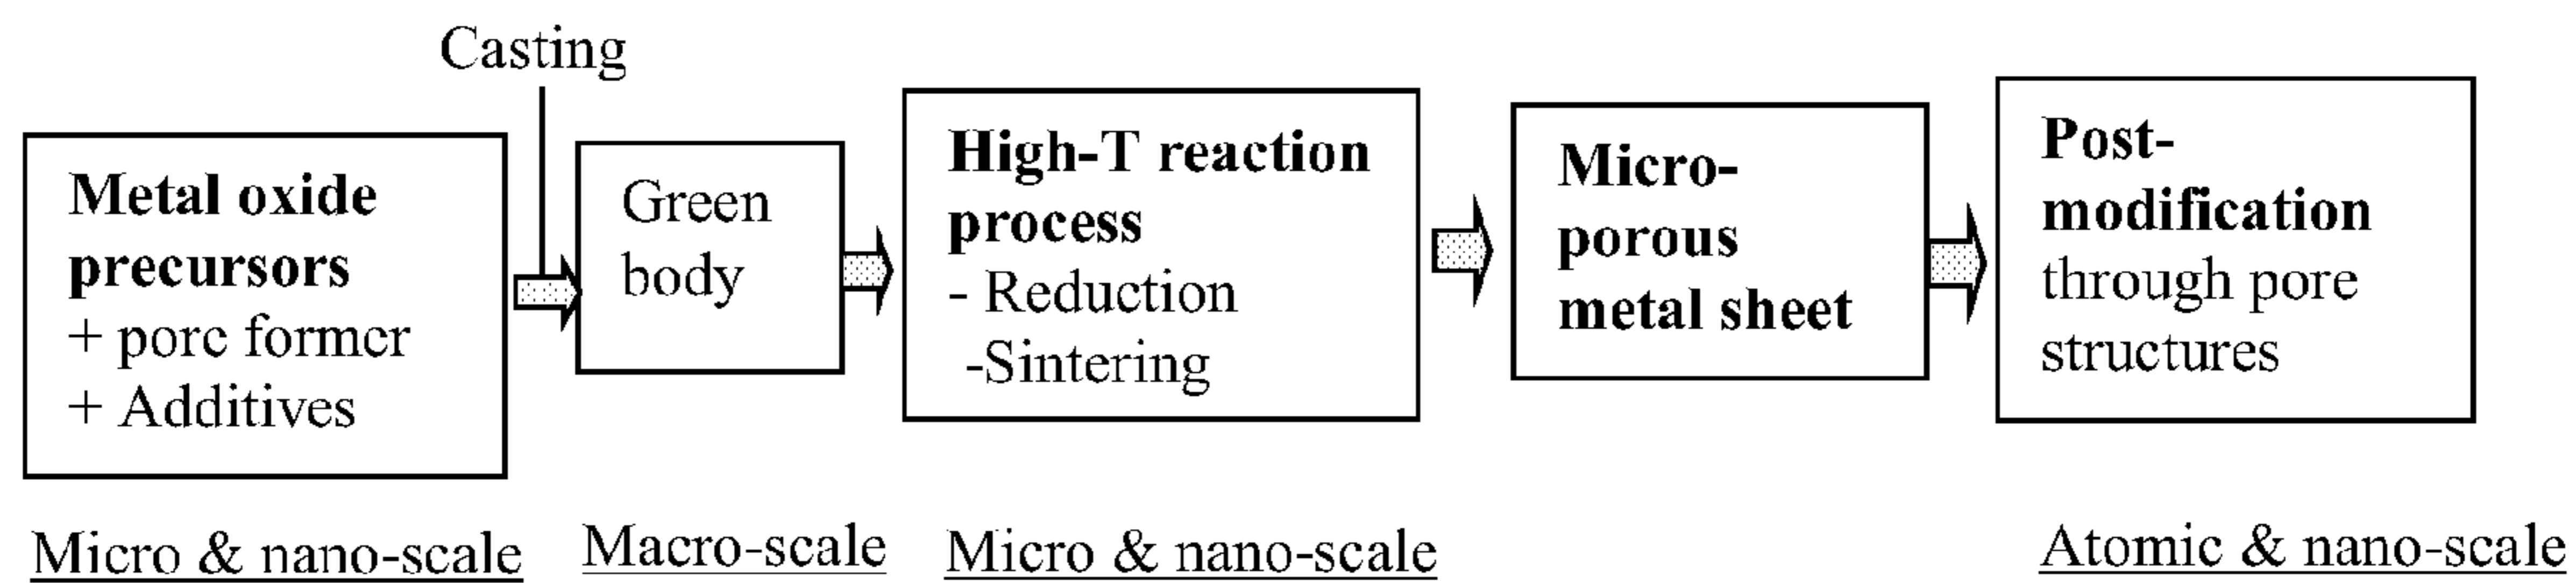 Casting
Metal oxide
precursors
+ pore former
+ Additives
Green
body
High-T reaction
process
- Reduction
-Sintering
Micro-
porous
metal sheet
Post-
modification
through pore
structures
Micro & nano-scale
Macro-scale
Micro & nano-scale
Atomic & nano-scale